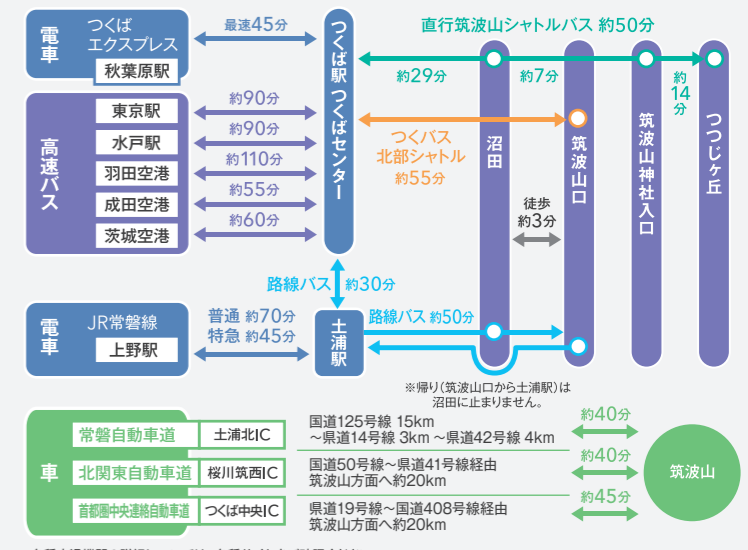 電車
つくば
エクスプレス
秋葉原駅
最速45分
高速バス
東京駅
水戸駅
羽田空港
成田空港
茨城空港
約90分
約90分
約110分
約55分
約60分
つくば駅 つくばセンター
直行筑波山シャトルバス 約50分
約29分
約7分
約14分
つくバス
北部シャトル
約55分
沼田
筑波山口
筑波山神社入口
つつじヶ丘
徒歩
約3分
路線バス 約30分
電車
JR常磐線
上野駅
普通 約70分
特急 約45分
土浦駅
路線バス 約50分
※帰り(筑波山口から土浦駅)は
沼田に止まりません。
車
常磐自動車道
土浦北IC
国道125号線 15km
～県道14号線 3km ～県道42号線 4km
約40分
北関東自動車道
桜川筑西IC
国道50号線～県道41号線経由
筑波山方面へ約20km
約40分
首都圏中央連絡自動車道
つくば中央IC
県道19号線～国道408号線経由
筑波山方面へ約20km
約45分
筑波山